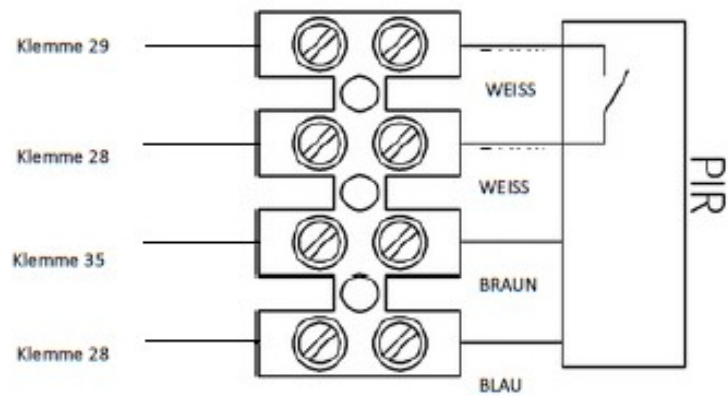 Klemme 29
WEISS
Klemme 28
WEISS
Klemme 35
BRAUN
Klemme 28
BLAU
PIR